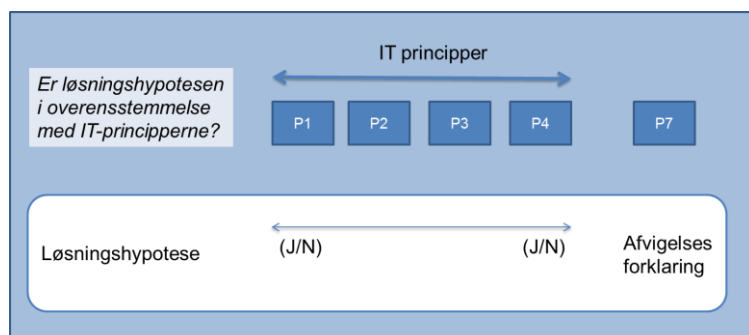 IT principper
Er løsningshypotesen
i overensstemmelse
med IT-principperne?
P1
P2
P3
P4
P7
Løsningshypotese
(J/N)
(J/N)
Afvigelses
forklaring